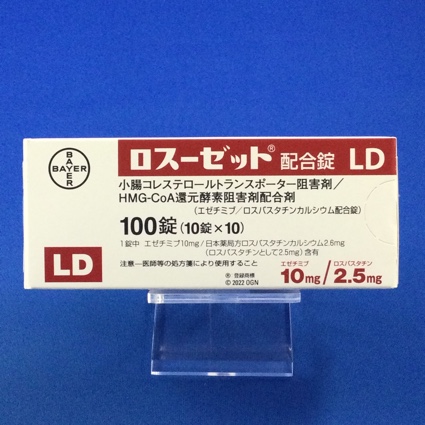 BAYER
BAYER
ロスーゼット® 配合錠 LD
小腸コレステロールトランスポーター阻害剤/
HMG-CoA還元酵素阻害剤配合剤
(エゼチミブ/ロスバスタチンカルシウム配合錠)
100錠(10錠×10)
1錠中 エゼチミブ10mg/日本薬局方ロスバスタチンカルシウム2.6mg
(ロスバスタチンとして2.5mg)含有
LD
注意-医師等の処方箋により使用すること
® 登録商標
© 2022 OGN
エゼチミブ ロスバスタチン
10mg/2.5mg